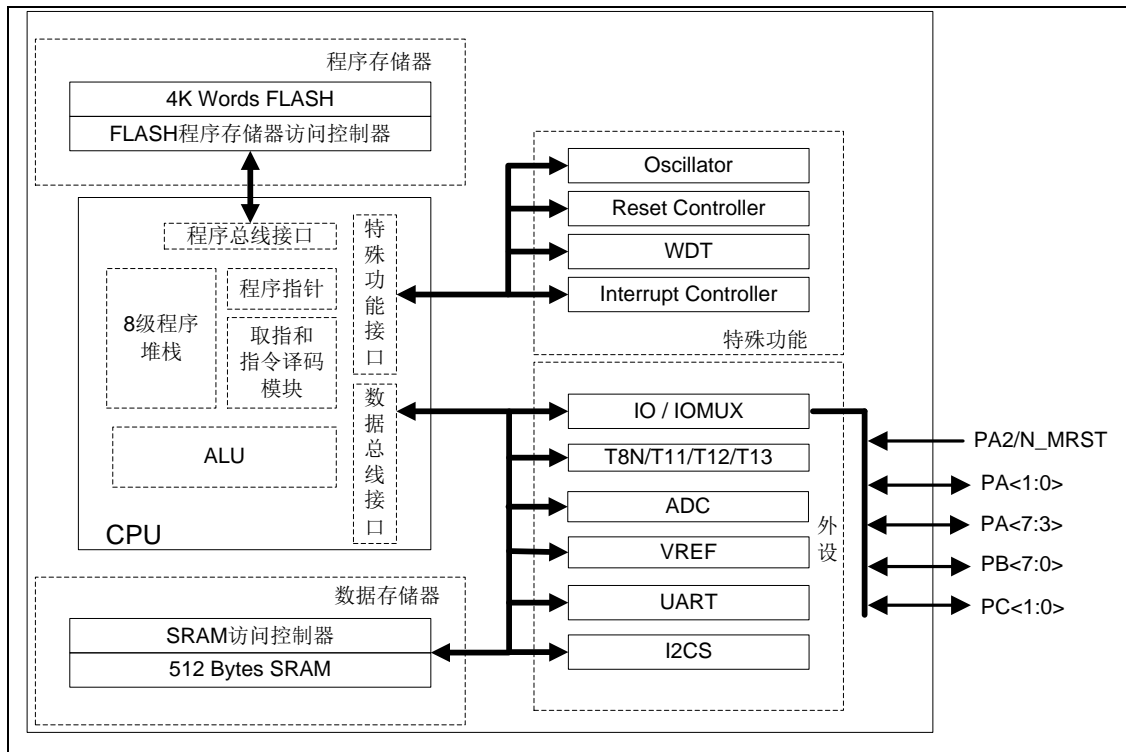 程序存储器
4K Words FLASH
FLASH程序存储器访问控制器
程序总线接口
特
殊
功
能
接
口
8级程序
堆栈
程序指针
取指和
指令译码
模块
ALU
数
据
总
线
接
口
CPU
数据存储器
SRAM访问控制器
512 Bytes SRAM
Oscillator
Reset Controller
WDT
Interrupt Controller
特殊功能
IO / IOMUX
T8N/T11/T12/T13
ADC
VREF
UART
I2CS
外
设
PA2/N_MRST
PA<1:0>
PA<7:3>
PB<7:0>
PC<1:0>